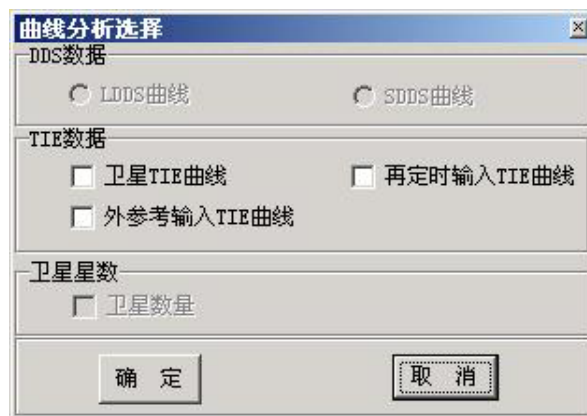 曲线分析选择
DDS数据
LDDS曲线 SDDS曲线
TIE数据
卫星TIE曲线 再定时输入TIE曲线
外参考输入TIE曲线
卫星星数
卫星数量
确 定 取 消